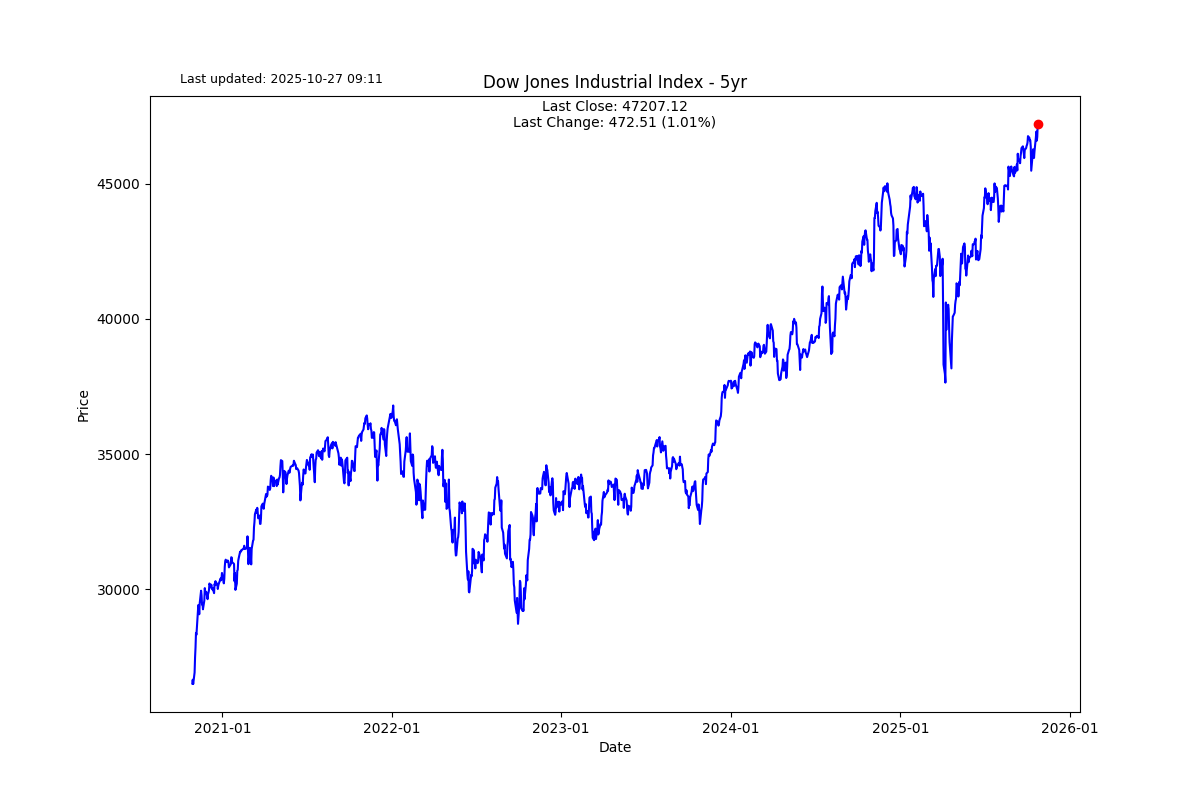 Last updated: 2025-10-27 09:11
Dow Jones Industrial Index - 5yr
Last Close: 47207.12
Last Change: 472.51 (1.01%)
45000
40000
35000
30000
Price
2021-01
2022-01
2023-01
2024-01
2025-01
2026-01
Date